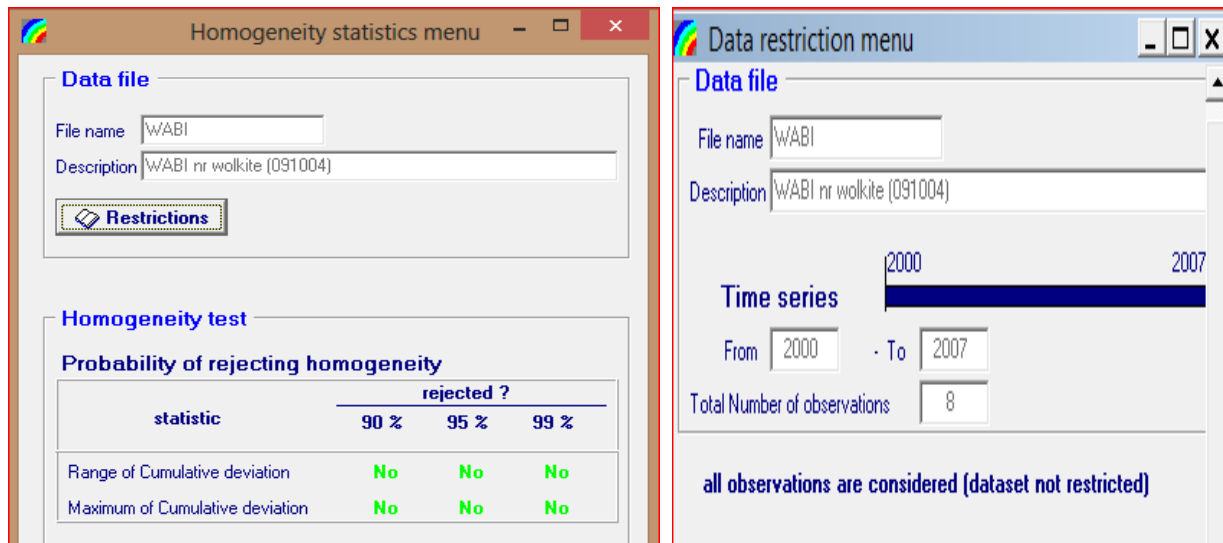 Homogeneity statistics menu
Data file
File name WABI
Description WABI nr wolkite (091004)
Restrictions
Homogeneity test
Probability of rejecting homogeneity
rejected ?
statistic 90 % 95 % 99 %
Range of Cumulative deviation No No No
Maximum of Cumulative deviation No No No
Data restriction menu
Data file
File name WABI
Description WABI nr wolkite (091004)
2000 2007
Time series
From 2000 - To 2007
Total Number of observations 8
all observations are considered (dataset not restricted)